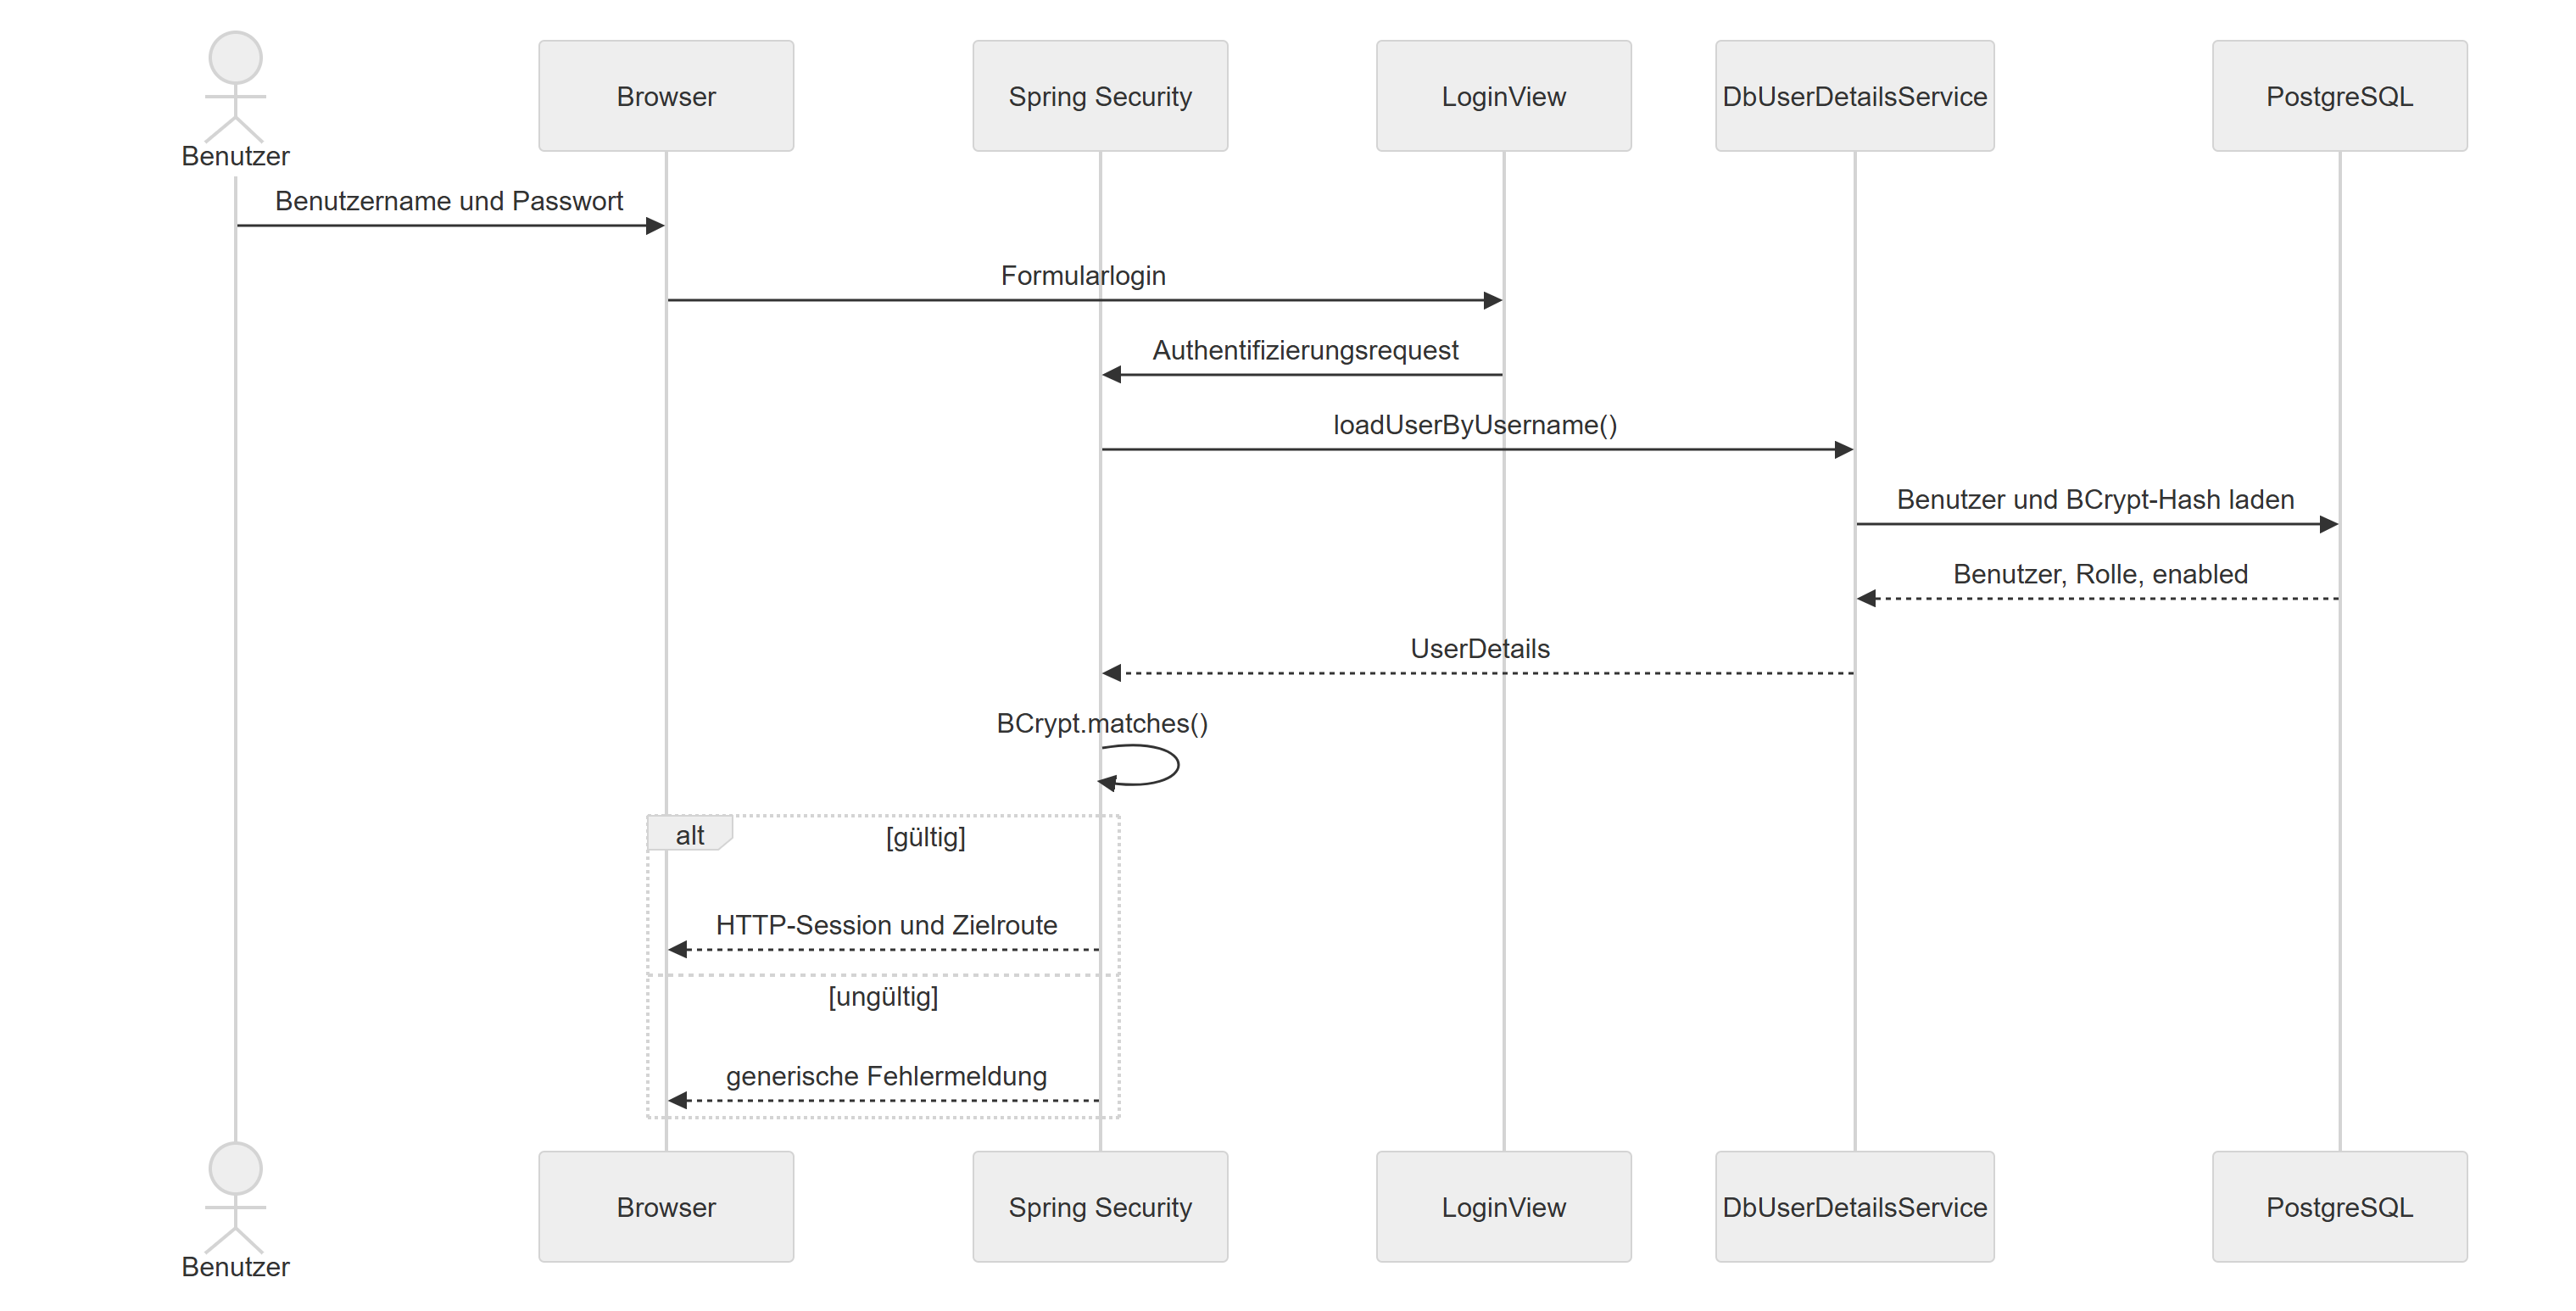 Benutzer
Browser
Spring Security
LoginView
DbUserDetailsService
PostgreSQL
Benutzername und Passwort
Formularlogin
Authentifizierungsrequest
loadUserByUsername()
Benutzer und BCrypt-Hash laden
Benutzer, Rolle, enabled
UserDetails
BCrypt.matches()
alt
[gültig]
HTTP-Session und Zielroute
[ungültig]
generische Fehlermeldung
Benutzer
Browser
Spring Security
LoginView
DbUserDetailsService
PostgreSQL